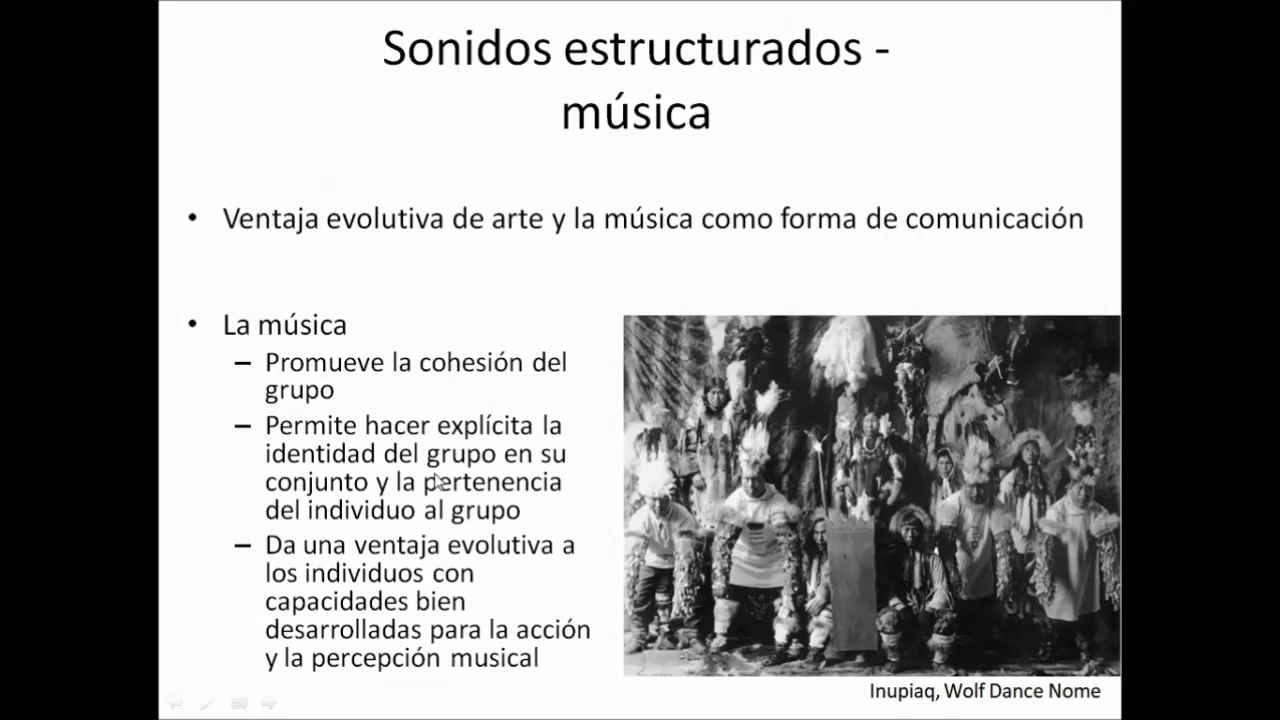 Sonidos estructurados -
música
• Ventaja evolutiva de arte y la música como forma de comunicación
• La música
– Promueve la cohesión del
grupo
– Permite hacer explícita la
identidad del grupo en su
conjunto y la pertenencia
del individuo al grupo
– Da una ventaja evolutiva a
los individuos con
capacidades bien
desarrolladas para la acción
y la percepción musical
Inupiaq, Wolf Dance Nome